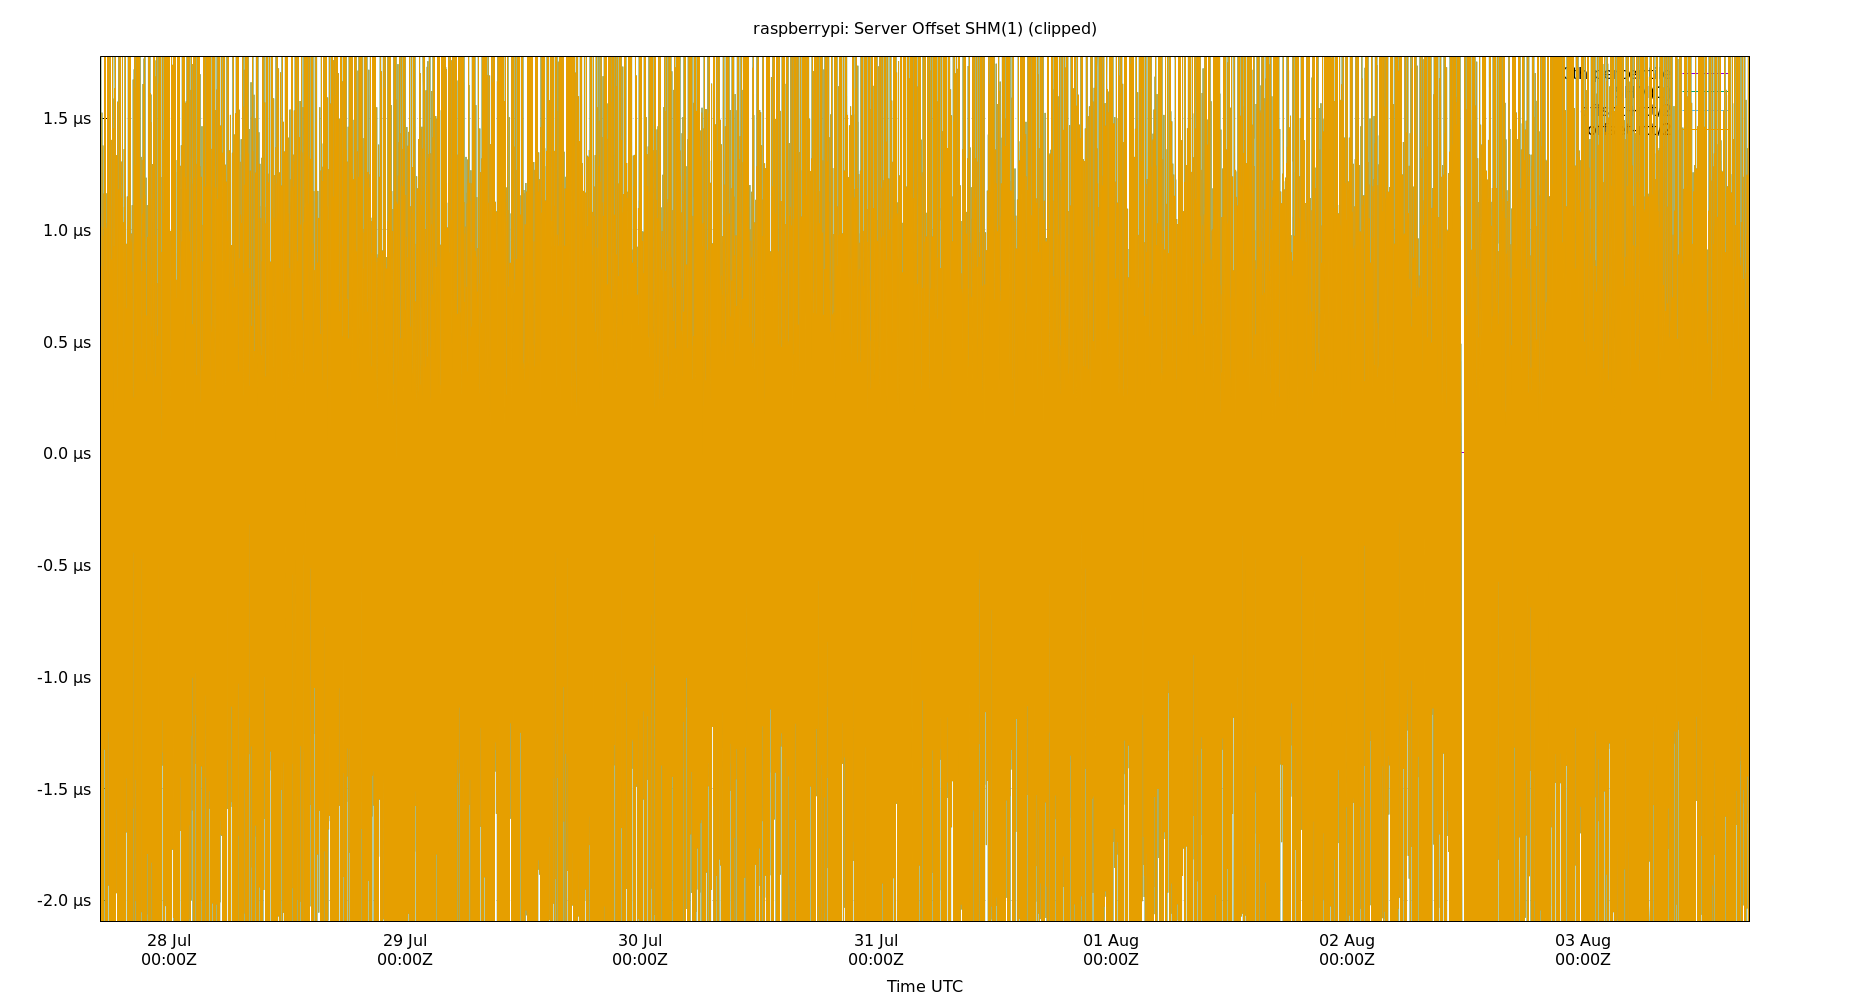 raspberrypi: Server Offset SHM(1) (clipped)
1.5 µs
1.0 µs
0.5 µs
0.0 µs
-0.5 µs
-1.0 µs
-1.5 µs
-2.0 µs
28 Jul 29 Jul 30 Jul 31 Jul 01 Aug 02 Aug 03 Aug
00:00Z 00:00Z 00:00Z 00:00Z 00:00Z 00:00Z 00:00Z
Time UTC